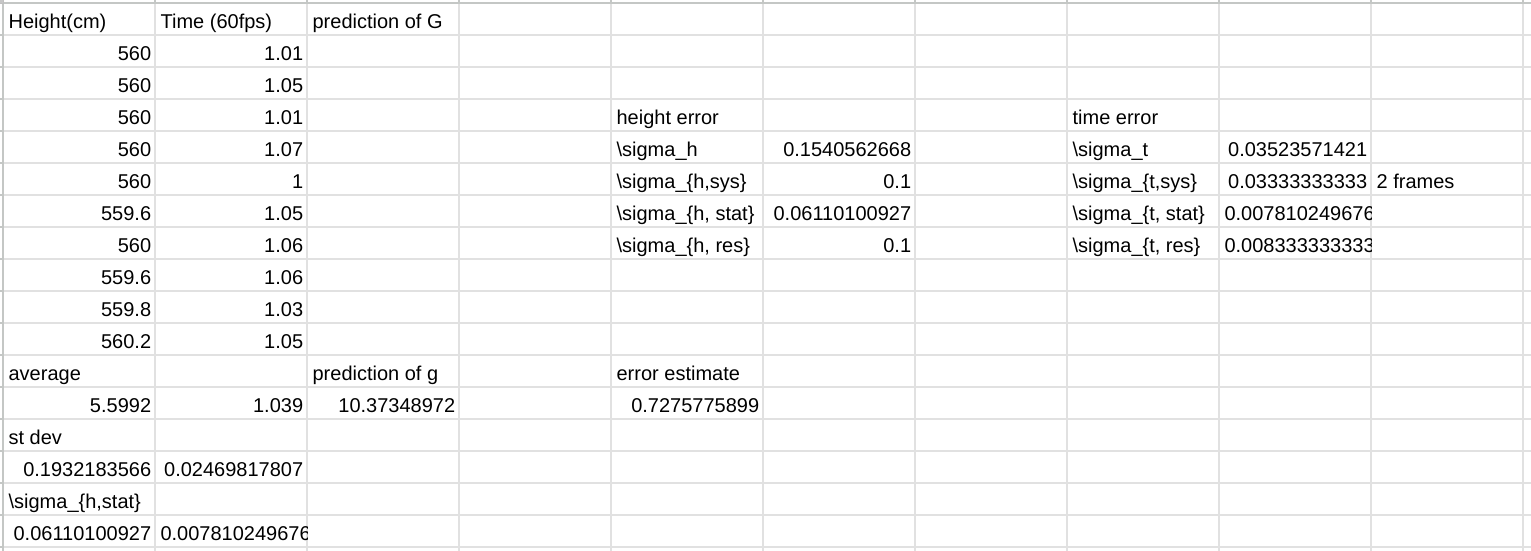 Height(cm) Time (60fps) prediction of G
560 1.01
560 1.05
560 1.01 height error time error
560 1.07 \sigma_h 0.1540562668 \sigma_t 0.03523571421
560 1 \sigma_{h,sys} 0.1 \sigma_{t,sys} 0.03333333333 2 frames
559.6 1.05 \sigma_{h, stat} 0.06110100927 \sigma_{t, stat} 0.007810249676
560 1.06 \sigma_{h, res} 0.1 \sigma_{t, res} 0.008333333333
559.6 1.06
559.8 1.03
560.2 1.05
average prediction of g error estimate
5.5992 1.039 10.37348972 0.7275775899
st dev
0.1932183566 0.02469817807
\sigma_{h,stat}
0.06110100927 0.007810249676